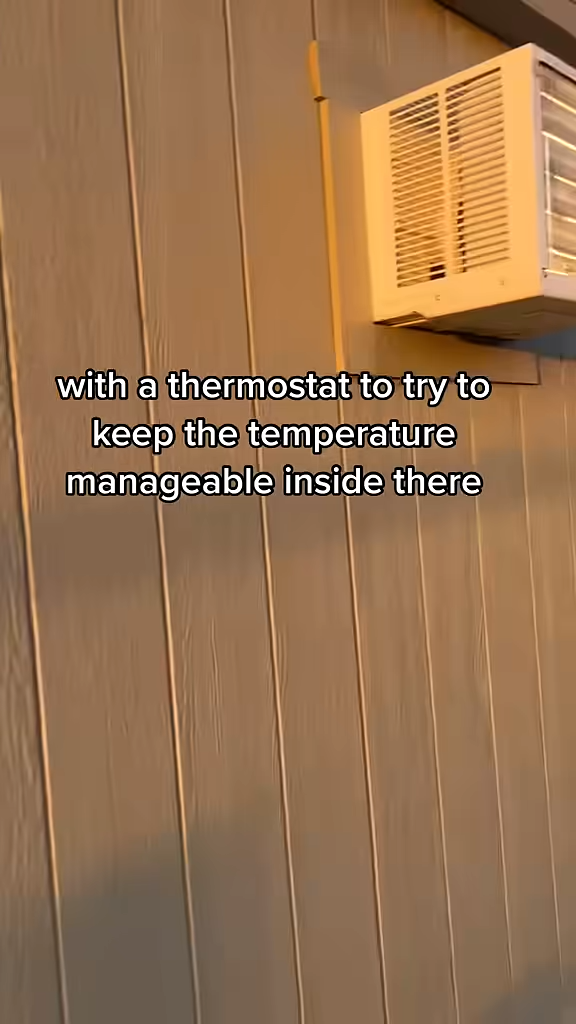 with a thermostat to try to
keep the temperature
manageable inside there